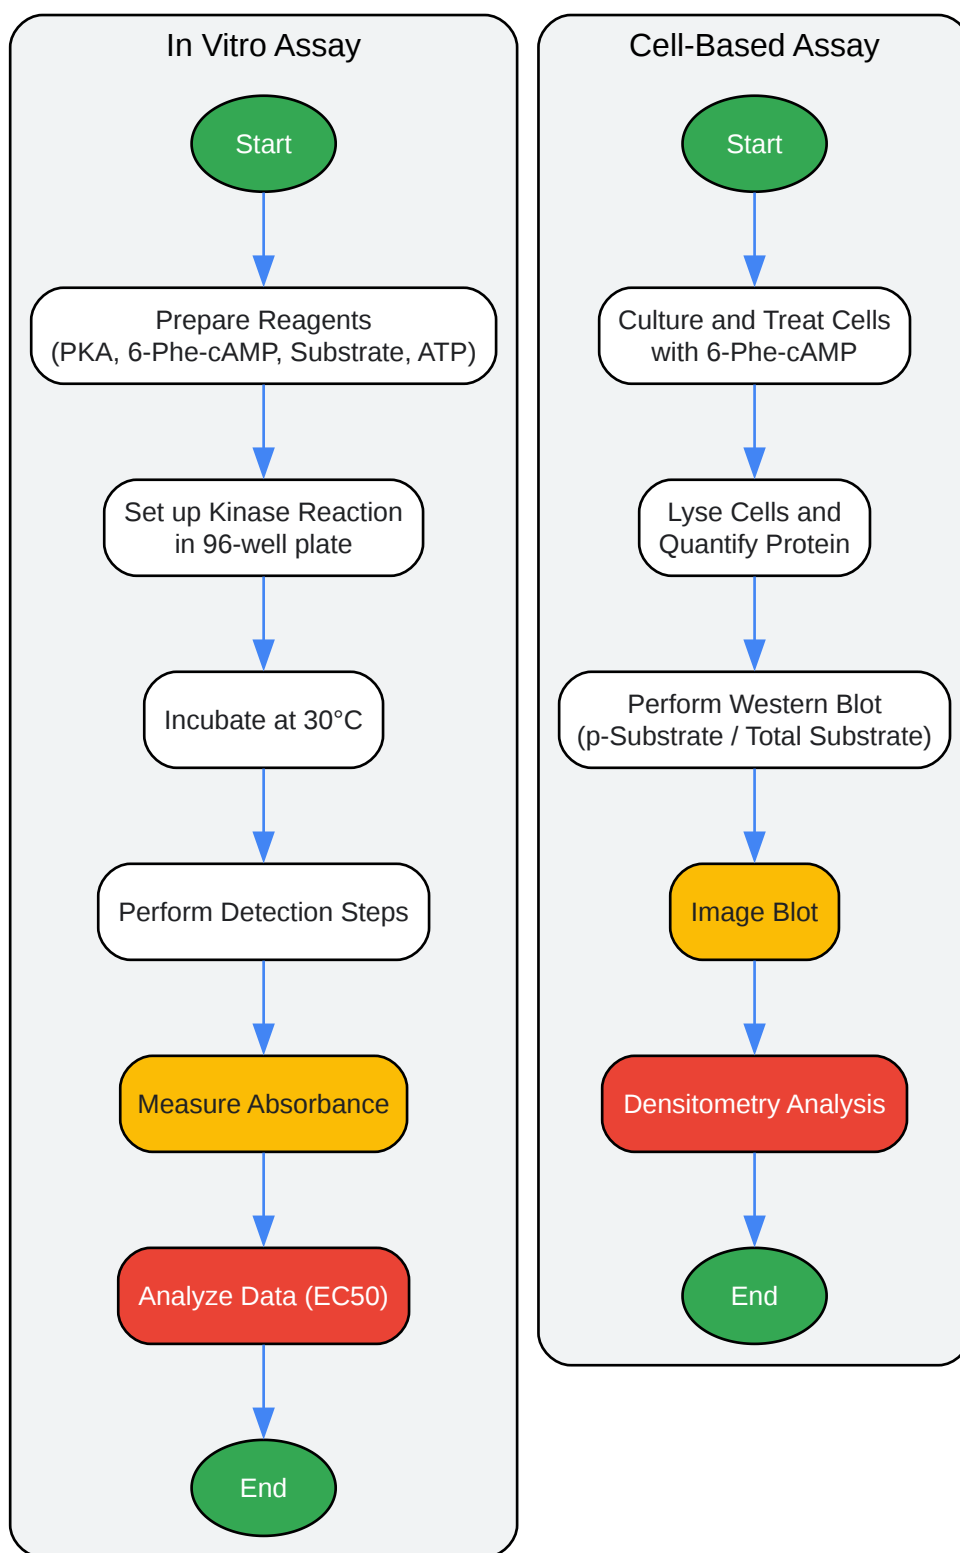 In Vitro Assay
Start
Prepare Reagents
(PKA, 6-Phe-cAMP, Substrate, ATP)
Set up Kinase Reaction
in 96-well plate
Incubate at 30°C
Perform Detection Steps
Measure Absorbance
Analyze Data (EC50)
End
Cell-Based Assay
Start
Culture and Treat Cells
with 6-Phe-cAMP
Lyse Cells and
Quantify Protein
Perform Western Blot
(p-Substrate / Total Substrate)
Image Blot
Densitometry Analysis
End